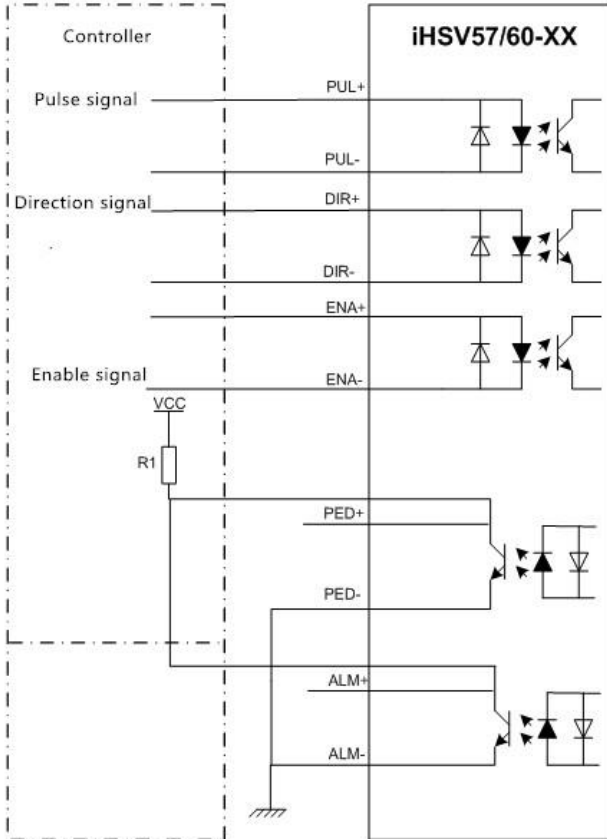 Controller
iHSV57/60-XX
PUL+
Pulse signal
PUL-
Direction signal
DIR+
DIR-
ENA+
Enable signal
ENA-
VCC
R1
PED+
PED-
ALM+
ALM-